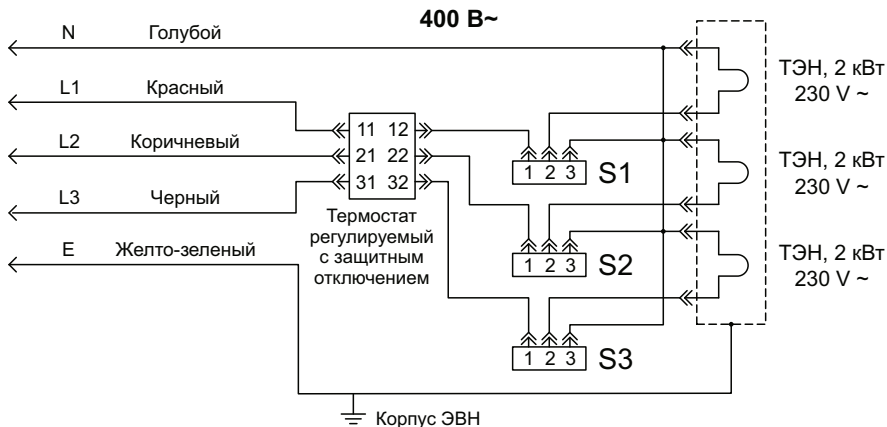 400 В~
N Голубой
ТЭН, 2 кВт
230 V ~
L1 Красный
11 12
L2 Коричневый
21 22
1 2 3 S1
ТЭН, 2 кВт
230 V ~
31 32
L3 Черный
Термостат
регулируемый
с защитным
отключением
E Желто-зеленый
1 2 3 S2
ТЭН, 2 кВт
230 V ~
1 2 3 S3
Корпус ЭВН